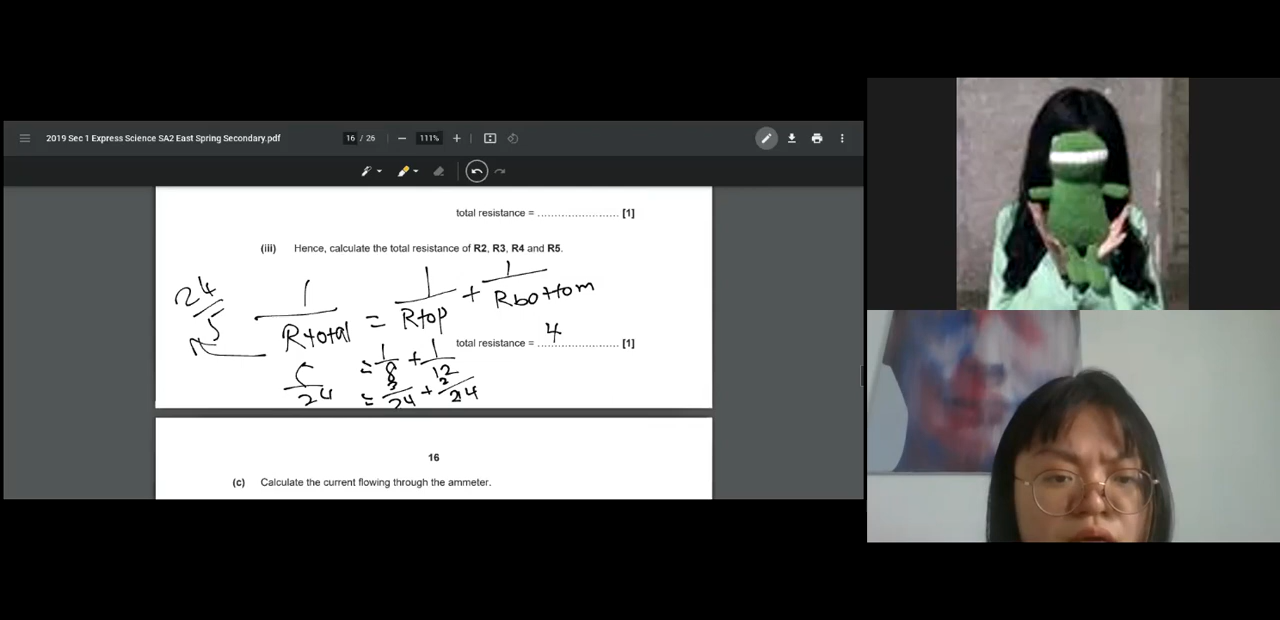 2019 Sec 1 Express Science SA2 East Spring Secondary.pdf
16 / 26
111%
total resistance = ........................ [1]
(iii) Hence, calculate the total resistance of R2, R3, R4 and R5.
24/5
1/Rtotal = 1/Rtop + 1/Rbottom
total resistance = ....4.................... [1]
= 1/8 + 1/12
5/24 = 3/24 + 2/24
16
(c) Calculate the current flowing through the ammeter.